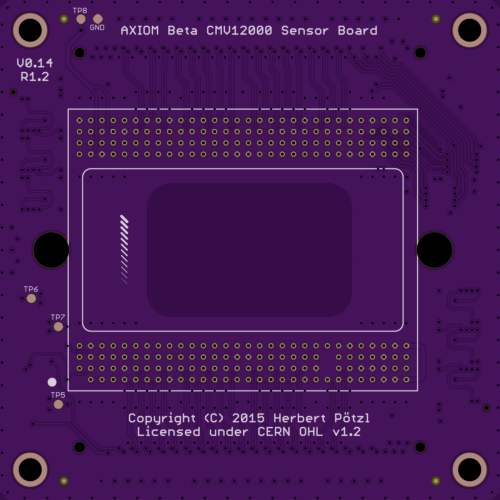 TP8
GND
AXIOM Beta CMV12000 Sensor Board
V0.14
R1.2
TP6
TP7
TP5
Copyright (C) 2015 Herbert Pötzl
Licensed under CERN OHL v1.2